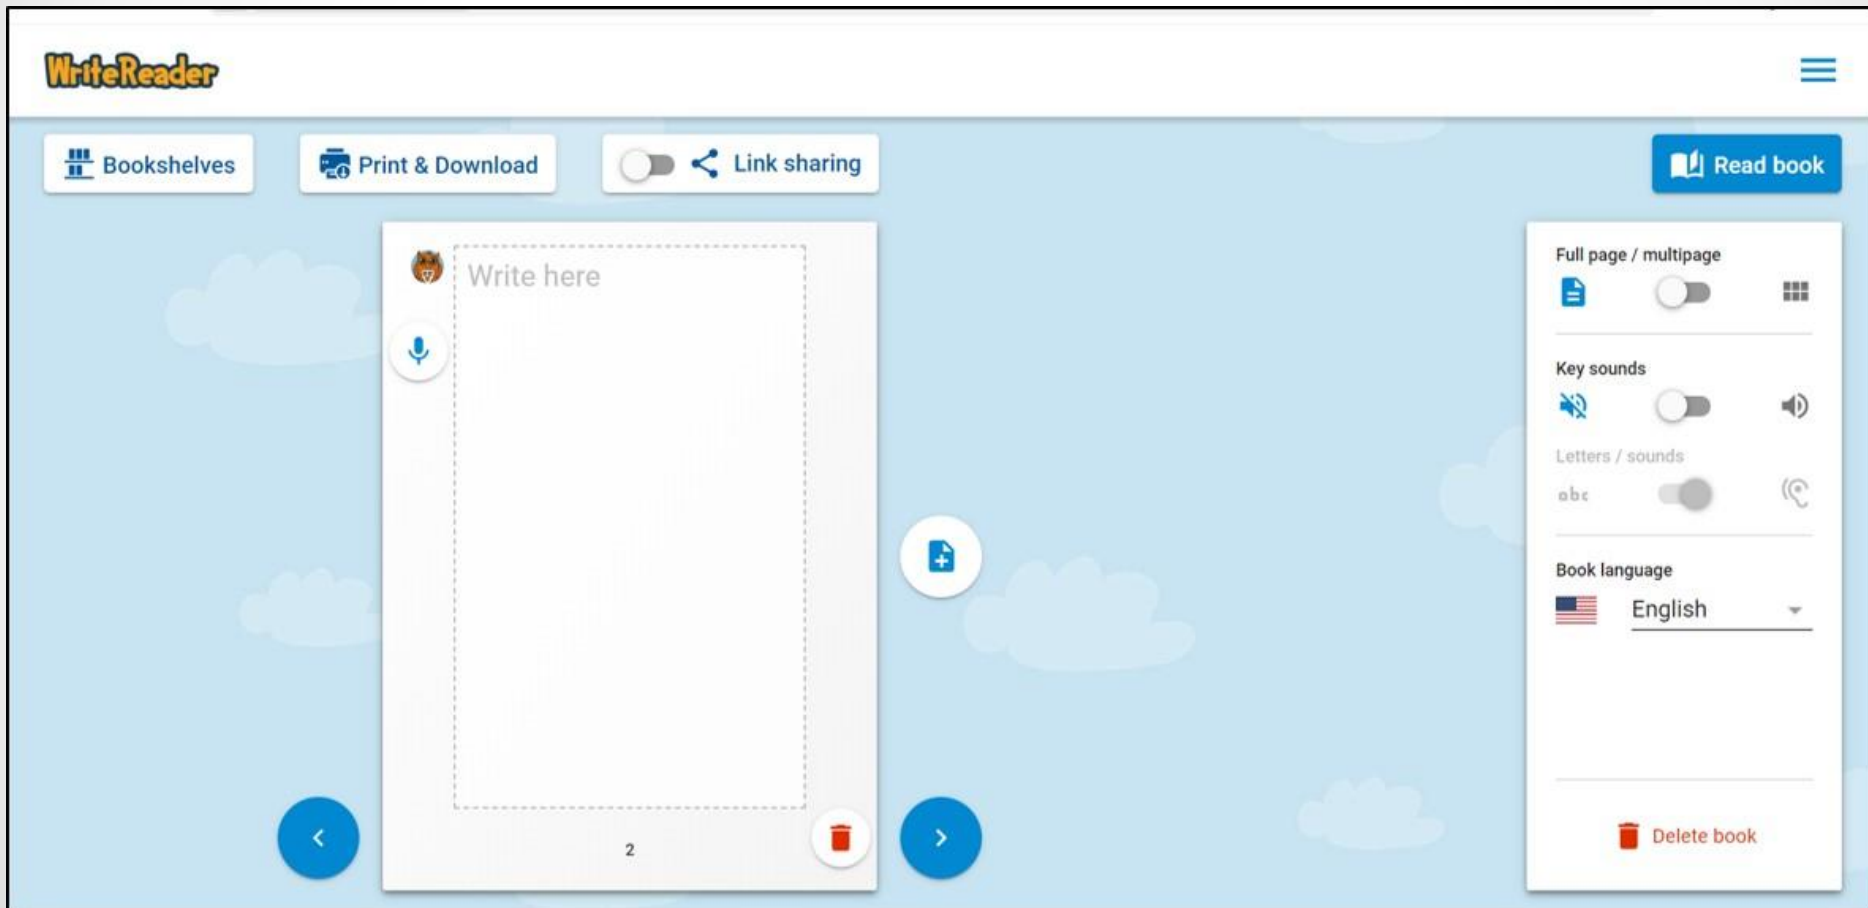 WriteReader
Bookshelves
Print & Download
Link sharing
Read book
Write here
2
Full page / multipage
Key sounds
Letters / sounds
abc
Book language
English
Delete book